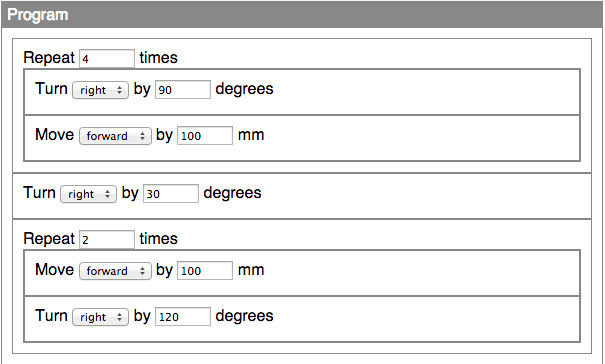 Program
Repeat 4 times
Turn right by 90 degrees
Move forward by 100 mm
Turn right by 30 degrees
Repeat 2 times
Move forward by 100 mm
Turn right by 120 degrees